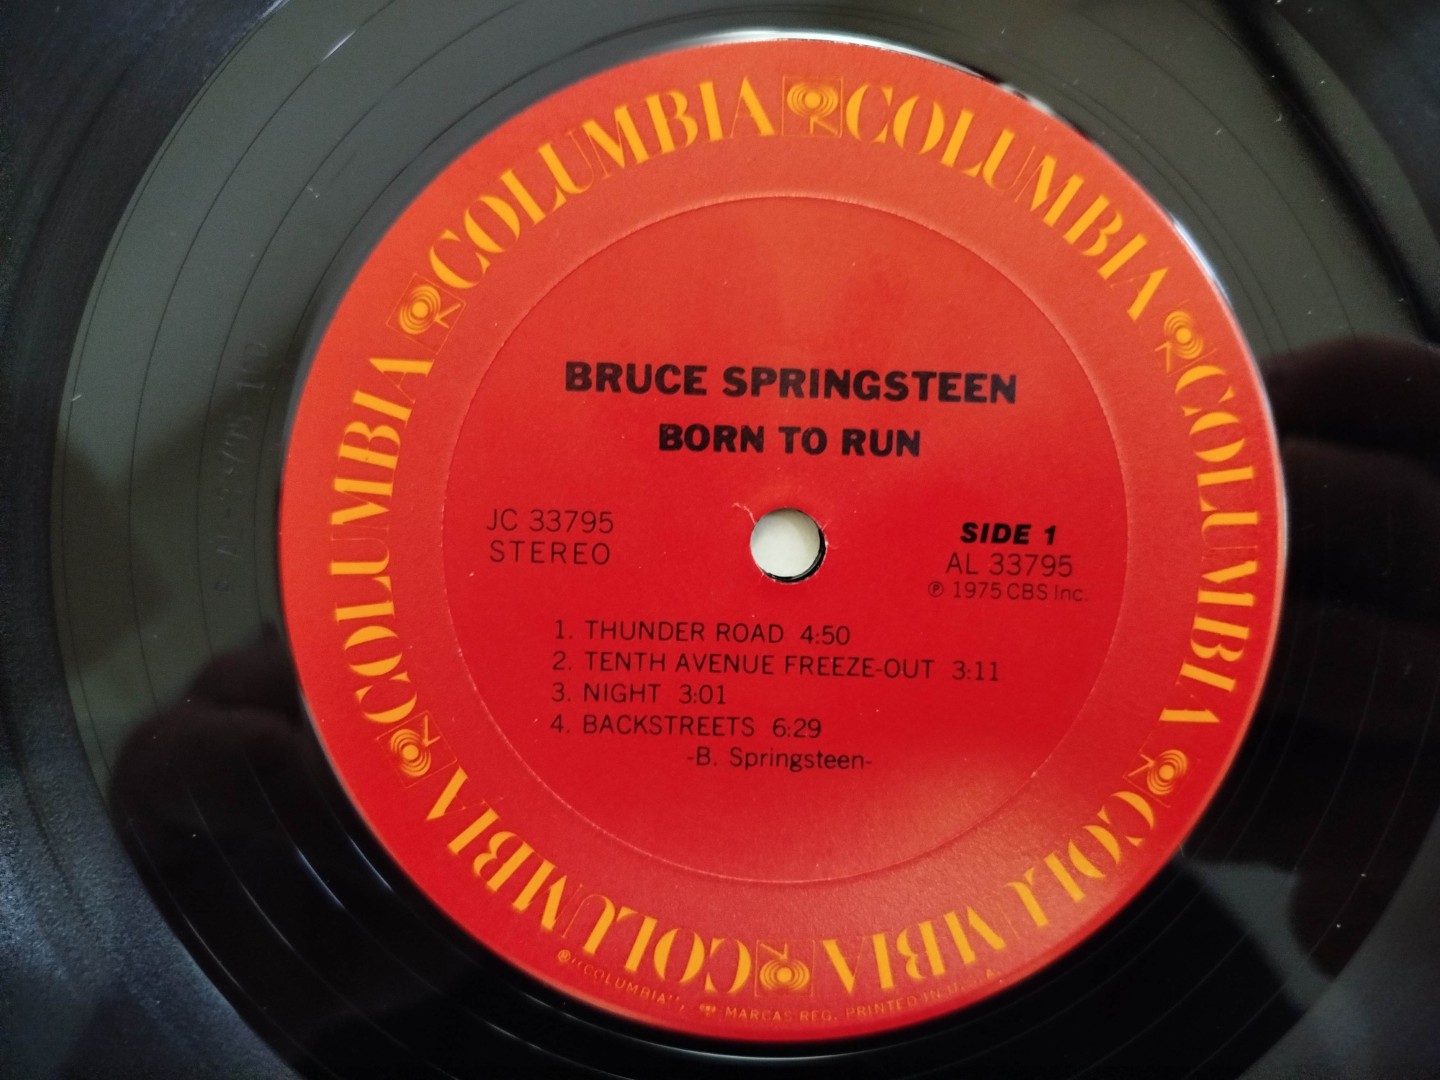 COLUMBIA COLUMBIA COLUMBIA COLUMBIA COLUMBIA COLUMBIA COLUMBIA
BRUCE SPRINGSTEEN
BORN TO RUN
JC 33795
STEREO
SIDE 1
AL 33795
℗ 1975 CBS Inc.
1. THUNDER ROAD 4:50
2. TENTH AVENUE FREEZE-OUT 3:11
3. NIGHT 3:01
4. BACKSTREETS 6:29
-B. Springsteen-
®"COLUMBIA", MARCAS REG. PRINTED IN U.S.A.